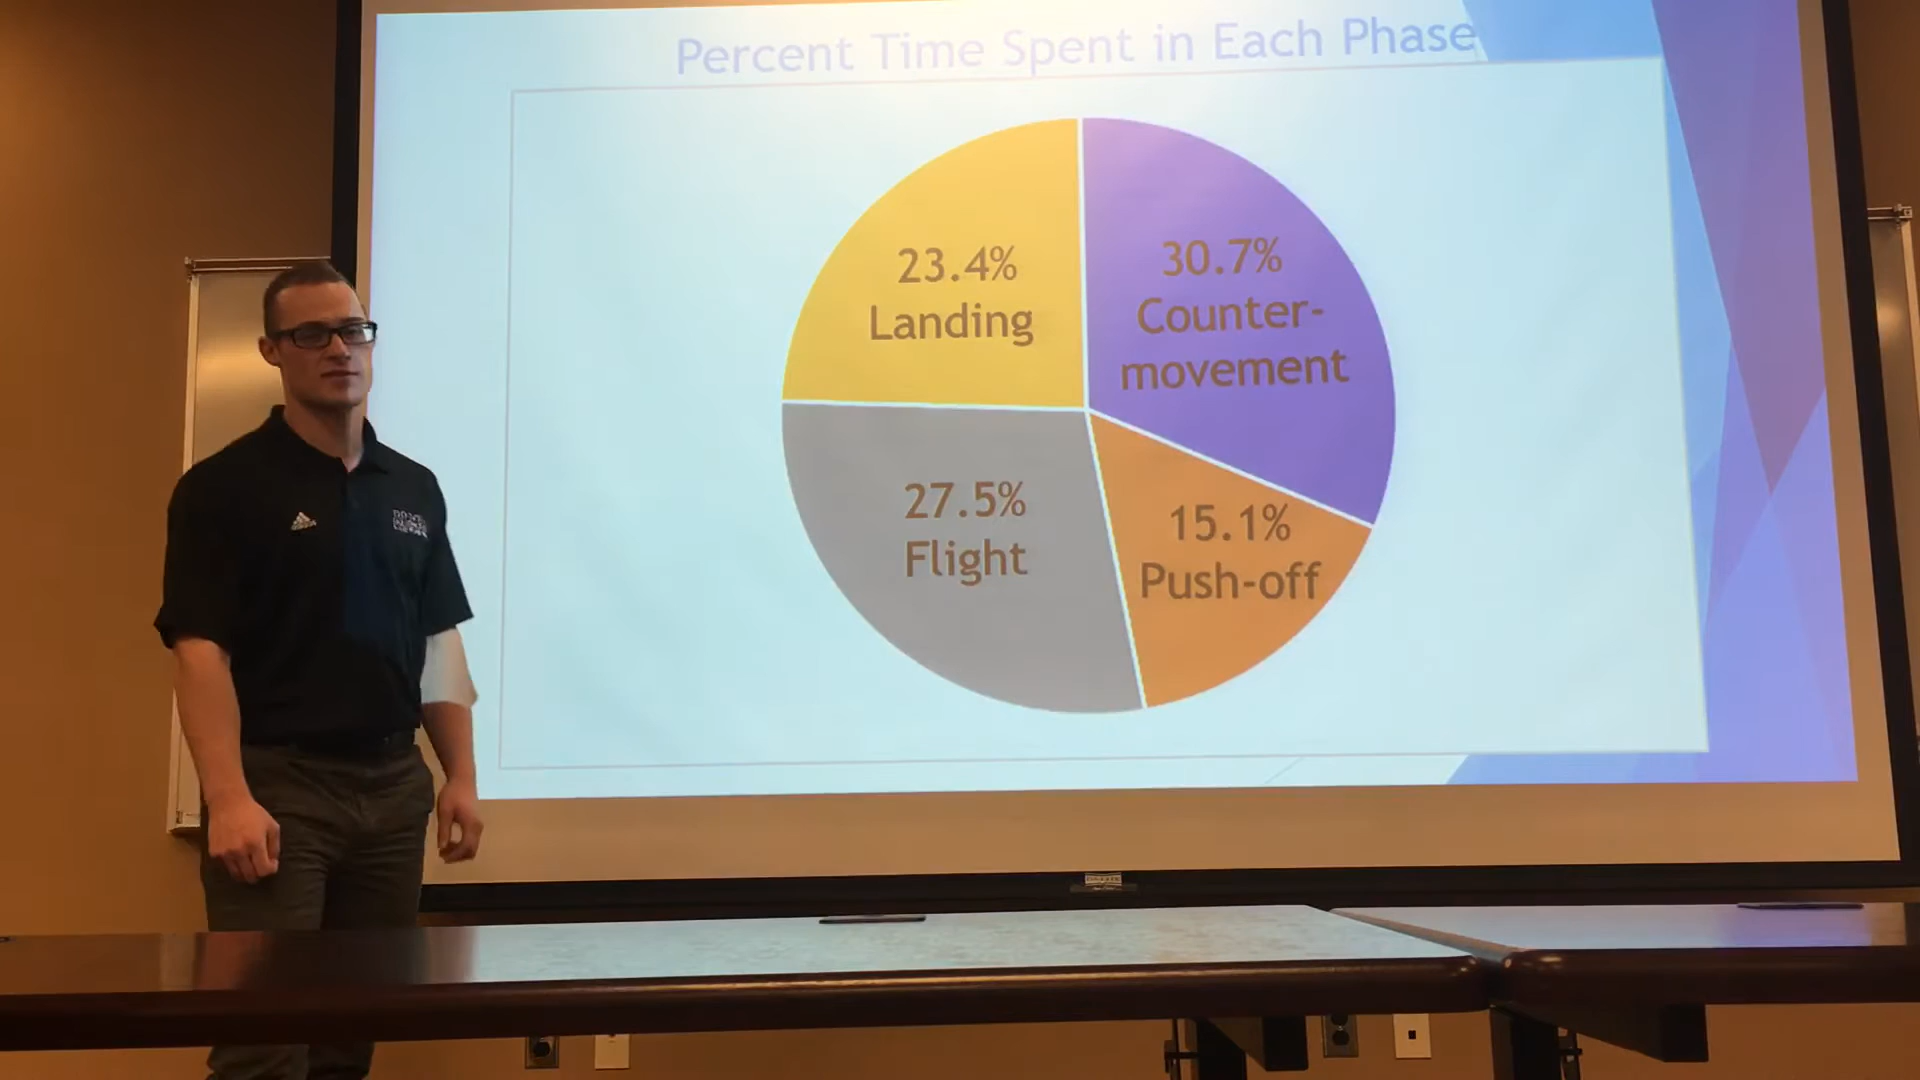 Percent Time Spent in Each Phase
23.4%
Landing
30.7%
Counter-
movement
27.5%
Flight
15.1%
Push-off